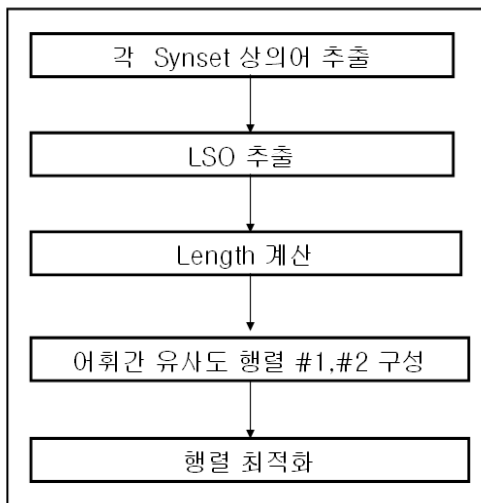 각 Synset 상의어 추출
LSO 추출
Length 계산
어휘간 유사도 행렬 #1,#2 구성
행렬 최적화